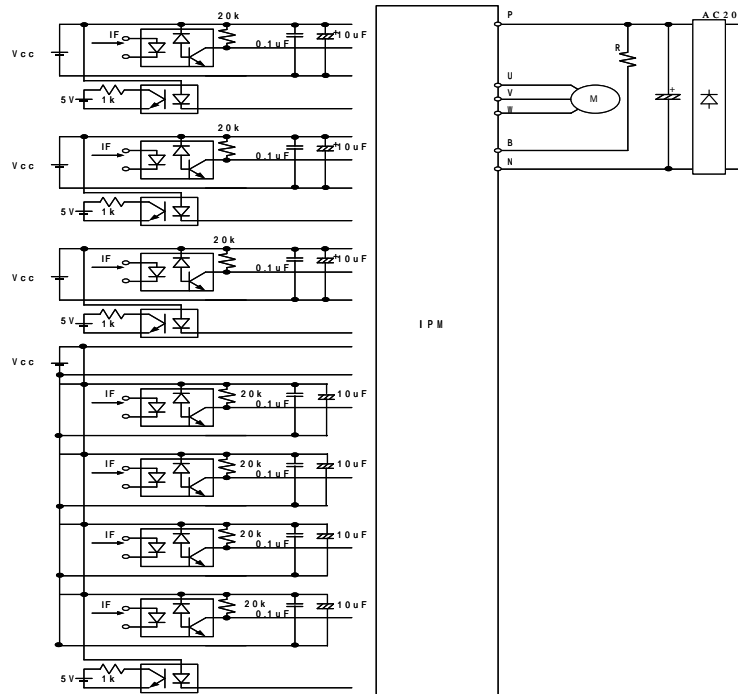 20k
IF
0.1uF
10uF
Vcc
5V
1k
20k
IF
0.1uF
10uF
Vcc
5V
1k
20k
IF
0.1uF
10uF
Vcc
5V
1k
Vcc
IF
20k
0.1uF
10uF
IF
20k
0.1uF
10uF
IF
20k
0.1uF
10uF
IF
20k
0.1uF
10uF
5V
1k
IPM
P
AC20
R
+
U
V
M
W
B
N